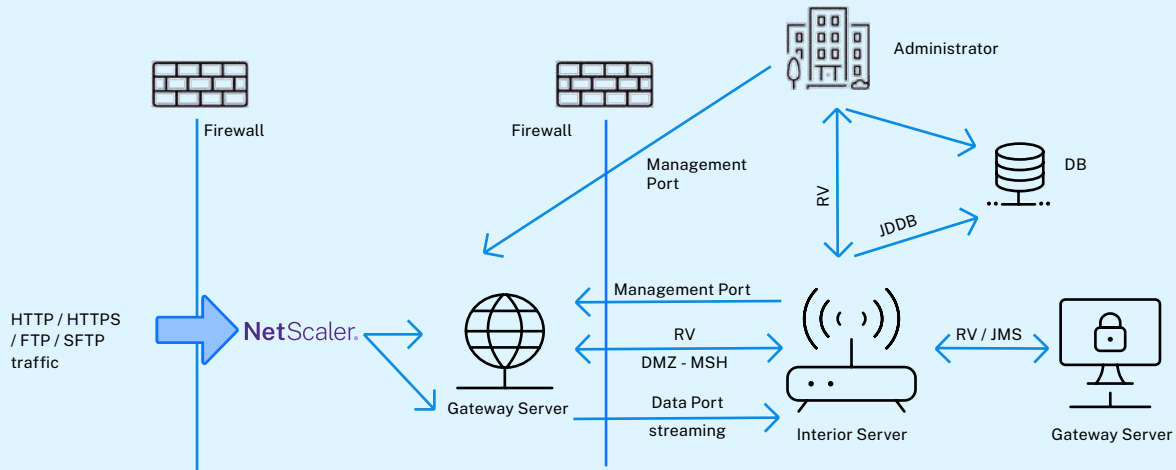 Administrator
Firewall
Firewall
Management
Port
DB
RV
JDDB
HTTP / HTTPS
/ FTP / SFTP
traffic
NetScaler.
Management Port
RV
DMZ - MSH
RV / JMS
Gateway Server
Data Port
streaming
Interior Server
Gateway Server